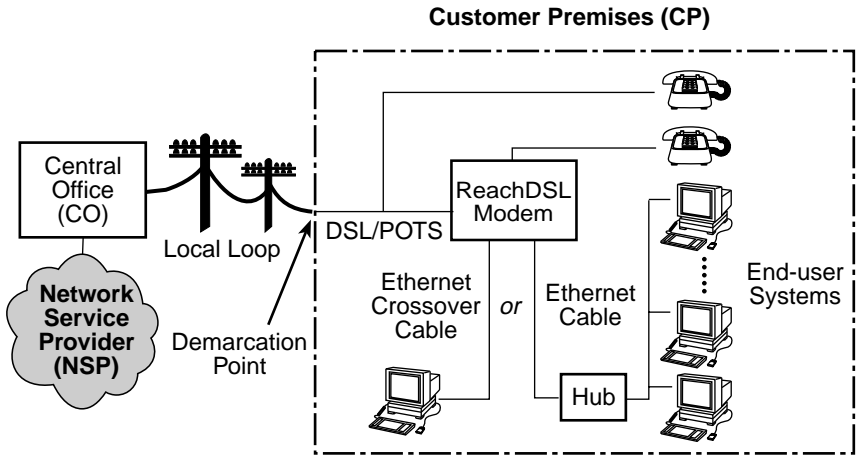 Customer Premises (CP)
Central
Office
(CO)
Local Loop
Network
Service
Provider
(NSP)
Demarcation
Point
DSL/POTS
ReachDSL
Modem
Ethernet
Crossover
Cable
or
Ethernet
Cable
Hub
End-user
Systems